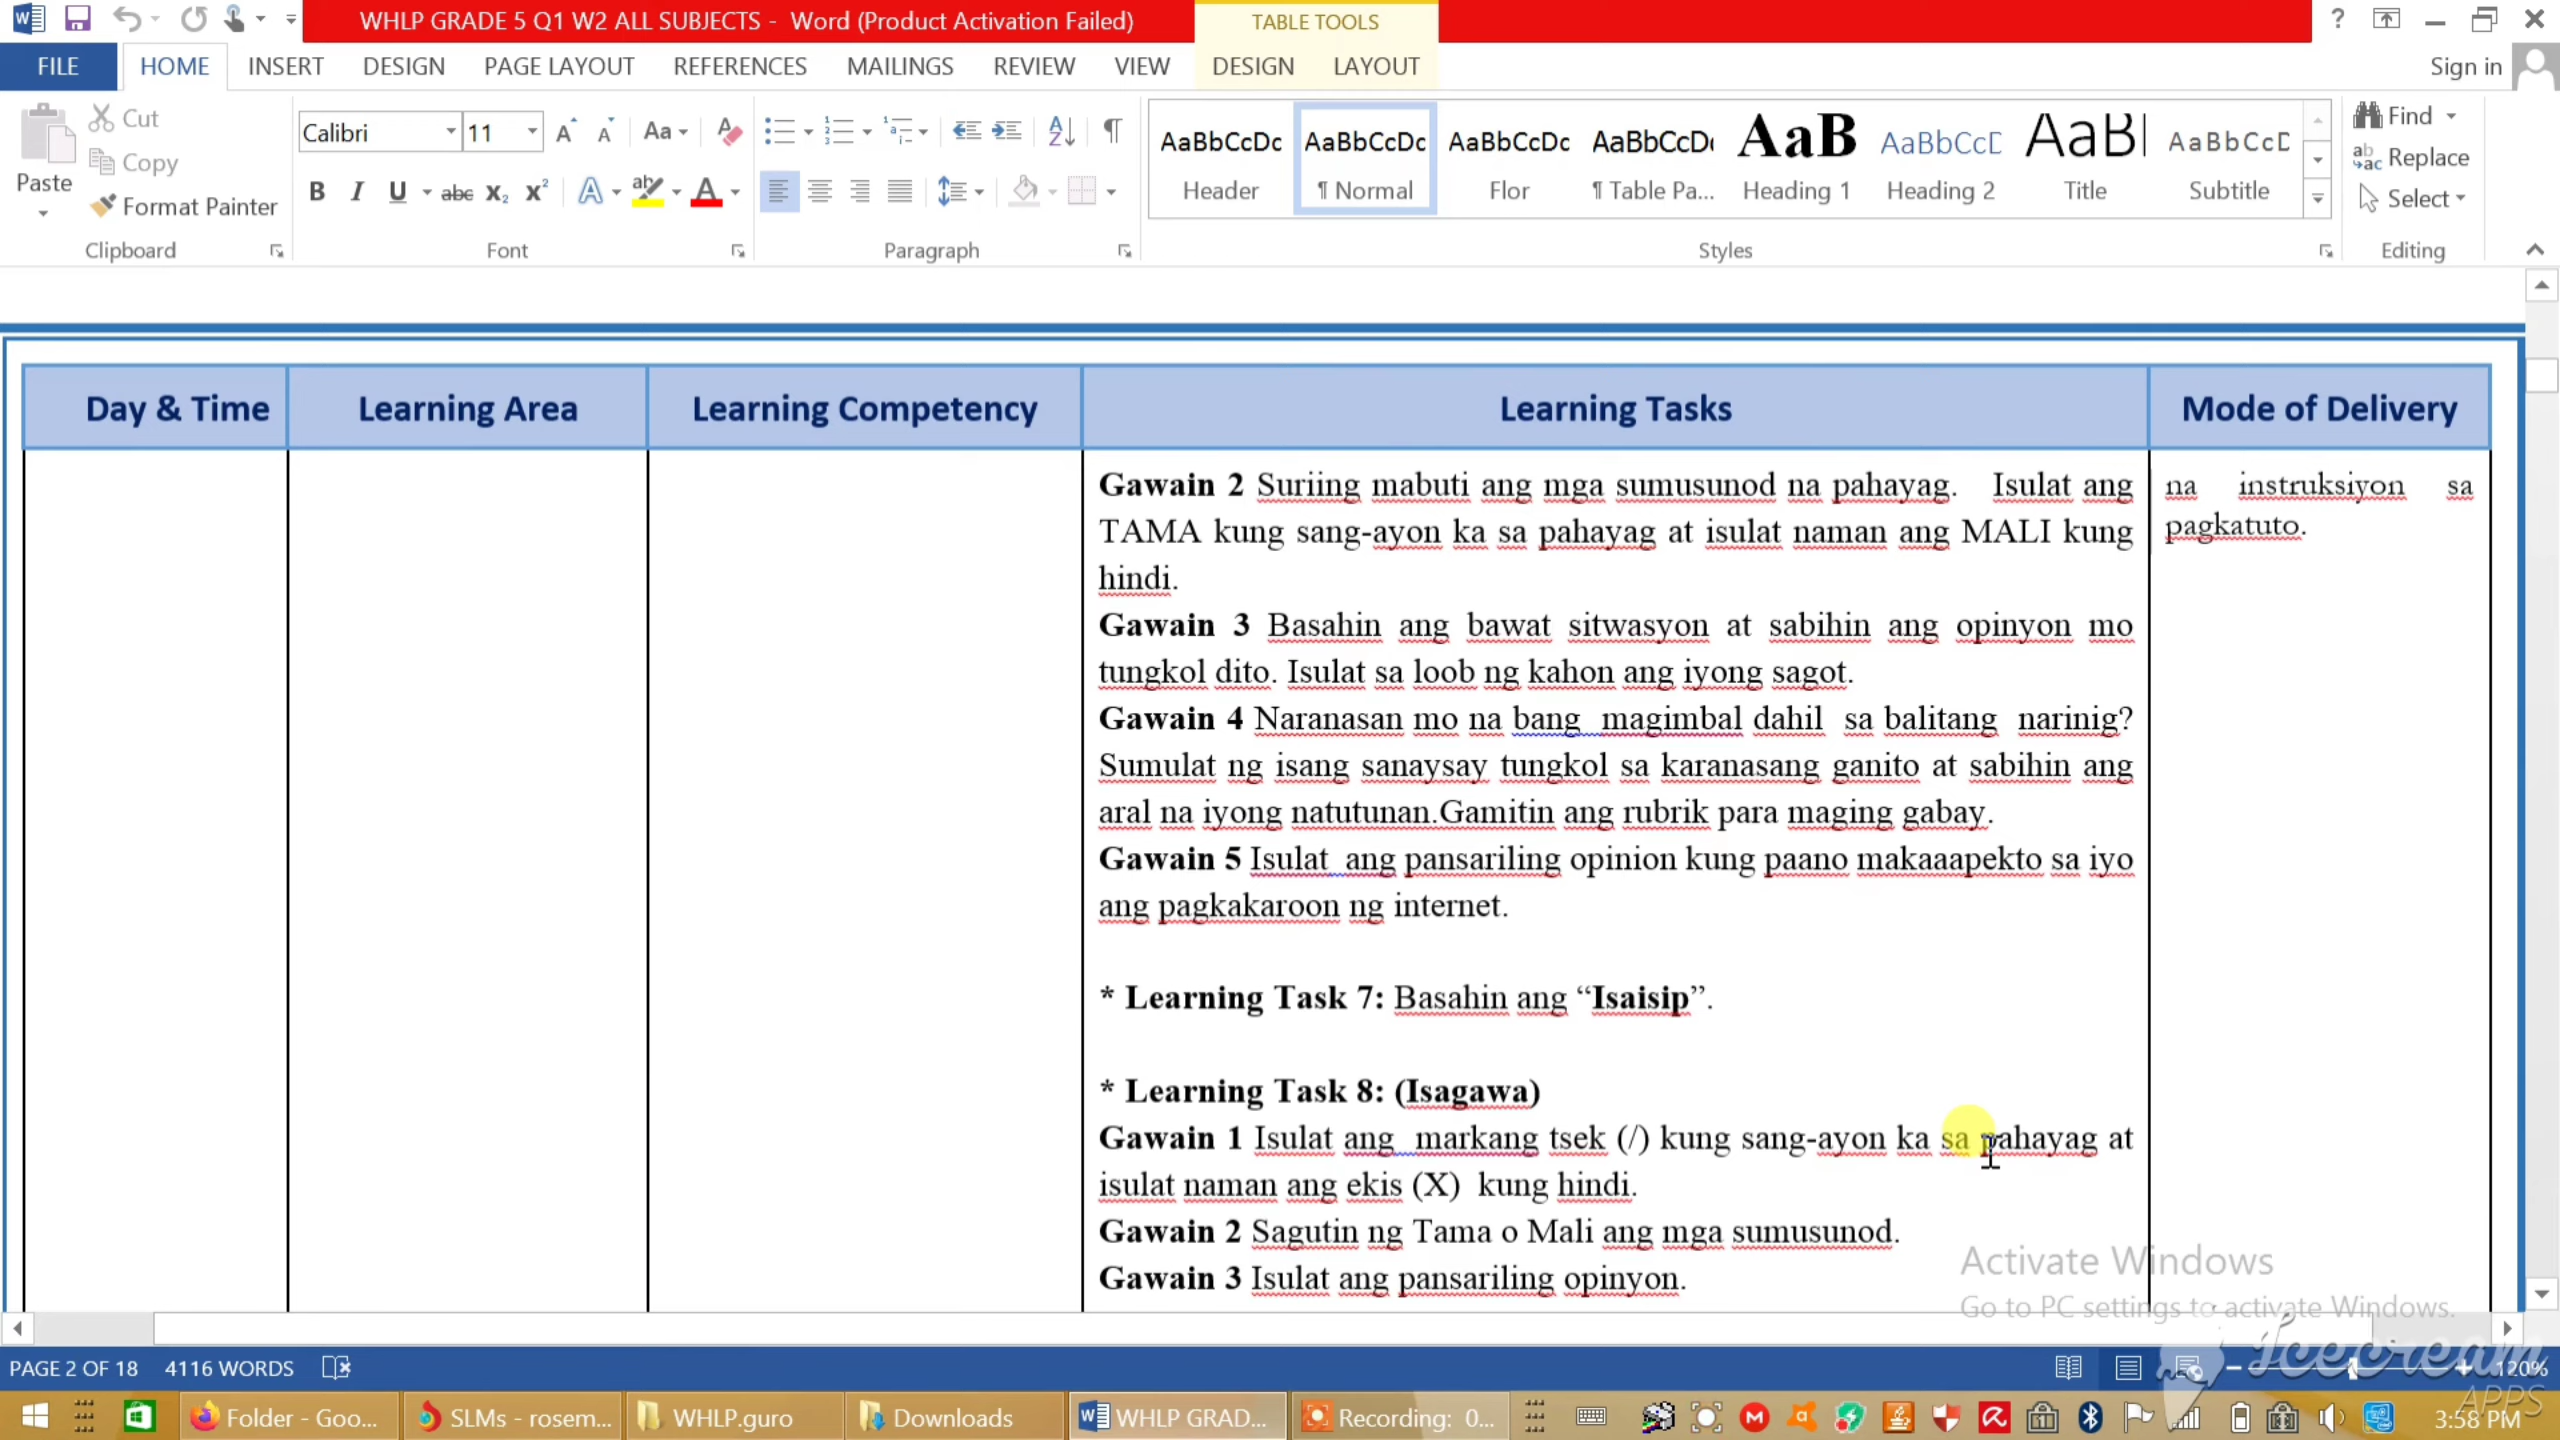 WHLP GRADE 5 Q1 W2 ALL SUBJECTS - Word (Product Activation Failed)
TABLE TOOLS
FILE HOME INSERT DESIGN PAGE LAYOUT REFERENCES MAILINGS REVIEW VIEW DESIGN LAYOUT Sign in
Paste
Cut
Copy
Format Painter
Clipboard
Calibri 11
Font
Paragraph
AaBbCcDc Header
AaBbCcDc ¶ Normal
AaBbCcDc Flor
AaBbCcDc ¶ Table Pa...
AaB Heading 1
AaBbCcD Heading 2
AaB Title
AaBbCcD Subtitle
Styles
Find
Replace
Select
Editing
Day & Time Learning Area Learning Competency Learning Tasks Mode of Delivery
Gawain 2 Suriing mabuti ang mga sumusunod na pahayag. Isulat ang
TAMA kung sang-ayon ka sa pahayag at isulat naman ang MALI kung
hindi.
Gawain 3 Basahin ang bawat sitwasyon at sabihin ang opinyon mo
tungkol dito. Isulat sa loob ng kahon ang iyong sagot.
Gawain 4 Naranasan mo na bang magimbal dahil sa balitang narinig?
Sumulat ng isang sanaysay tungkol sa karanasang ganito at sabihin ang
aral na iyong natutunan.Gamitin ang rubrik para maging gabay.
Gawain 5 Isulat ang pansariling opinion kung paano makaaapekto sa iyo
ang pagkakaroon ng internet.
* Learning Task 7: Basahin ang “Isaisip”.
* Learning Task 8: (Isagawa)
Gawain 1 Isulat ang markang tsek (/) kung sang-ayon ka sa pahayag at
isulat naman ang ekis (X) kung hindi.
Gawain 2 Sagutin ng Tama o Mali ang mga sumusunod.
Gawain 3 Isulat ang pansariling opinyon.
na instruksiyon sa
pagkatuto.
Activate Windows
Go to PC settings to activate Windows.
Icecream
APPS
PAGE 2 OF 18 4116 WORDS 120%
Folder - Goo... SLMs - rosem... WHLP.guro Downloads WHLP GRAD... Recording: 0... 3:58 PM